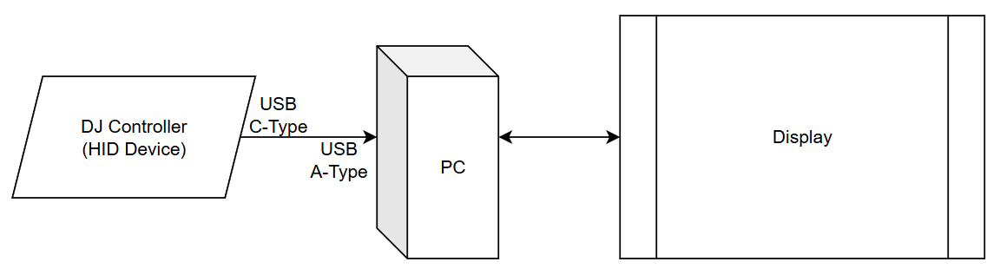 DJ Controller
(HID Device)
USB
C-Type
USB
A-Type
PC
Display